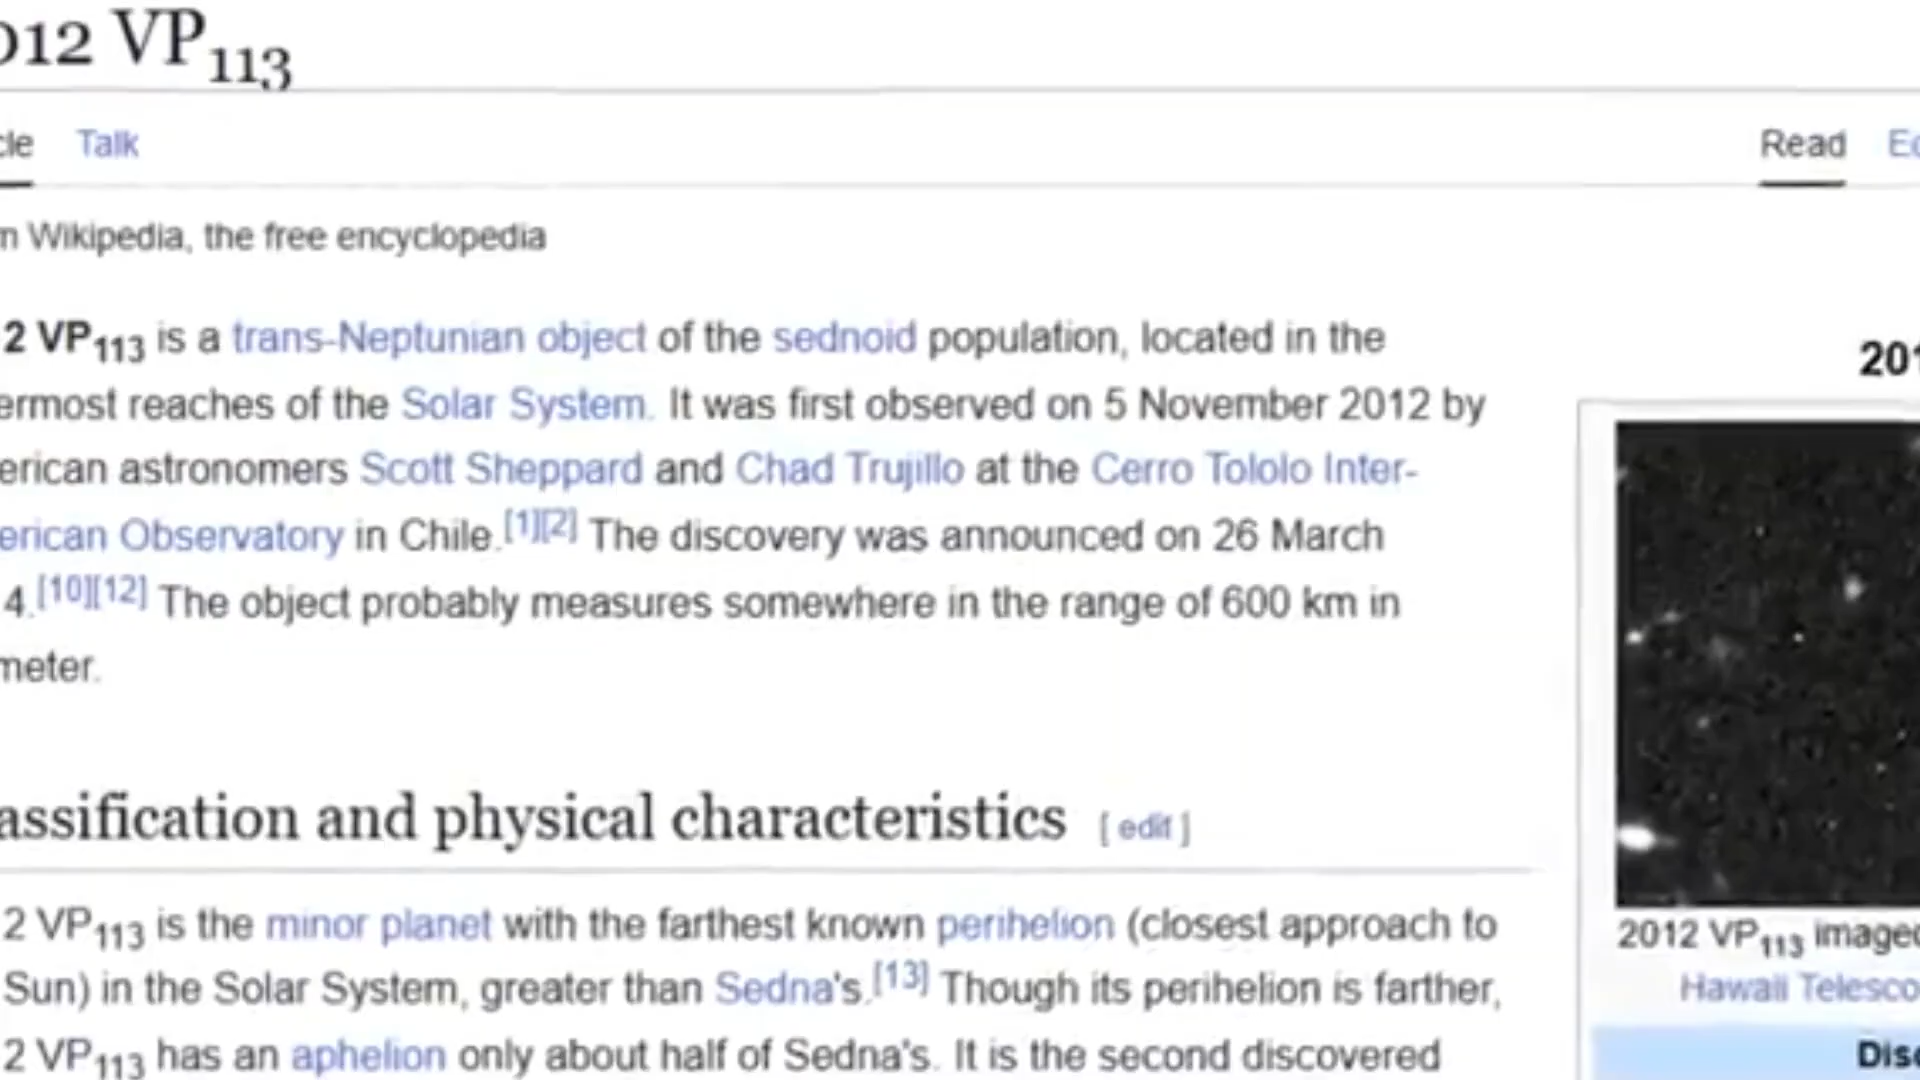 012 VP113
cle Talk Read Ed
m Wikipedia, the free encyclopedia
2 VP113 is a trans-Neptunian object of the sednoid population, located in the
ermost reaches of the Solar System. It was first observed on 5 November 2012 by
erican astronomers Scott Sheppard and Chad Trujillo at the Cerro Tololo Inter-
erican Observatory in Chile.[1][2] The discovery was announced on 26 March
4.[10][12] The object probably measures somewhere in the range of 600 km in
meter.
201
2012 VP113 imaged
Hawaii Telesco
Disc
assification and physical characteristics [ edit ]
2 VP113 is the minor planet with the farthest known perihelion (closest approach to
Sun) in the Solar System, greater than Sedna's.[13] Though its perihelion is farther,
2 VP113 has an aphelion only about half of Sedna's. It is the second discovered